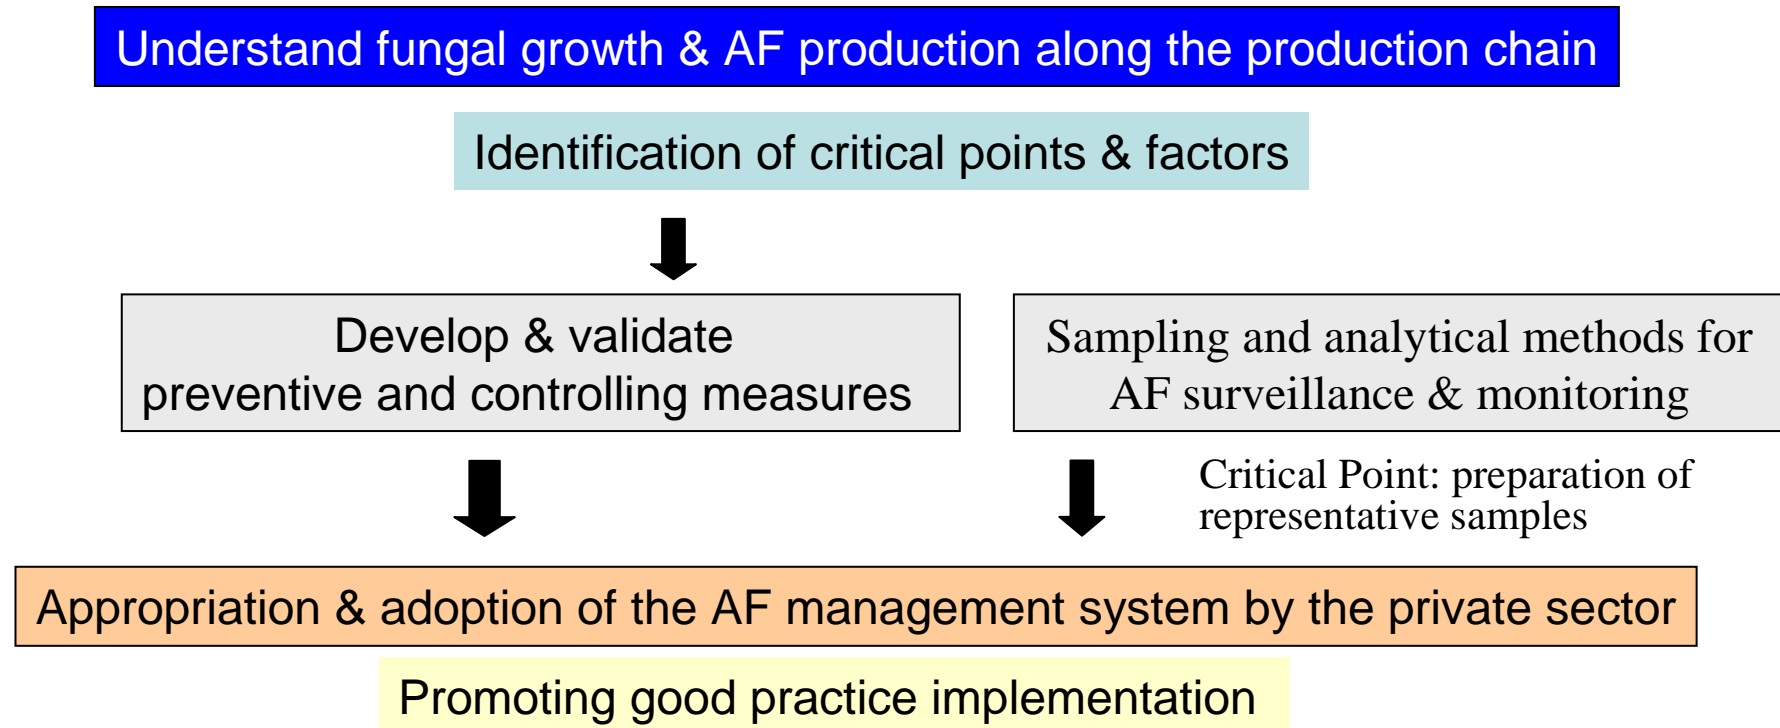 Understand fungal growth & AF production along the production chain
Identification of critical points & factors
Develop & validate
preventive and controlling measures
Sampling and analytical methods for
AF surveillance & monitoring
Critical Point: preparation of
representative samples
Appropriation & adoption of the AF management system by the private sector
Promoting good practice implementation